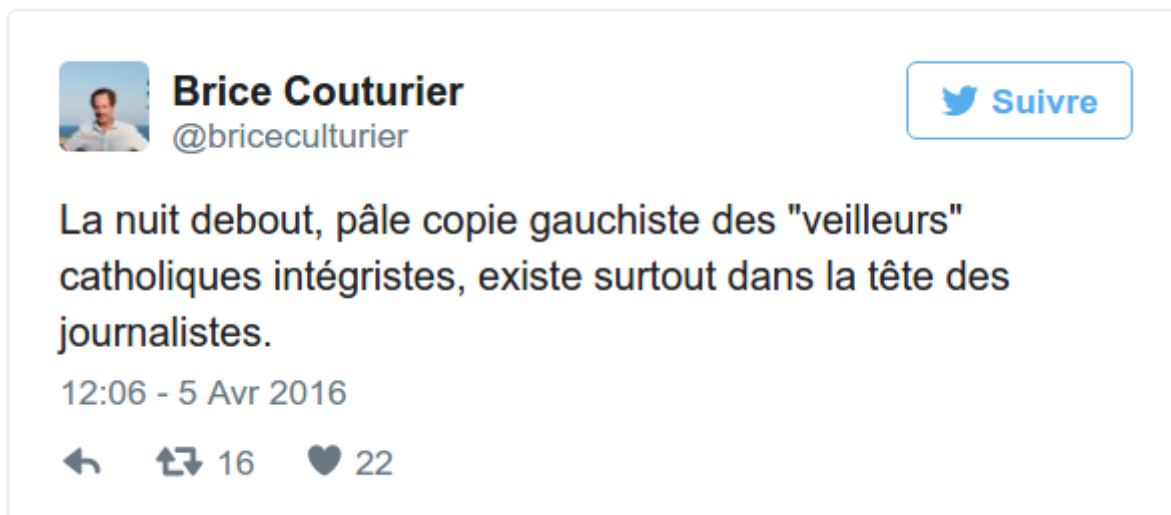 Brice Couturier
@briceculturier
Suivre
La nuit debout, pâle copie gauchiste des "veilleurs"
catholiques intégristes, existe surtout dans la tête des
journalistes.
12:06 - 5 Avr 2016
16 22